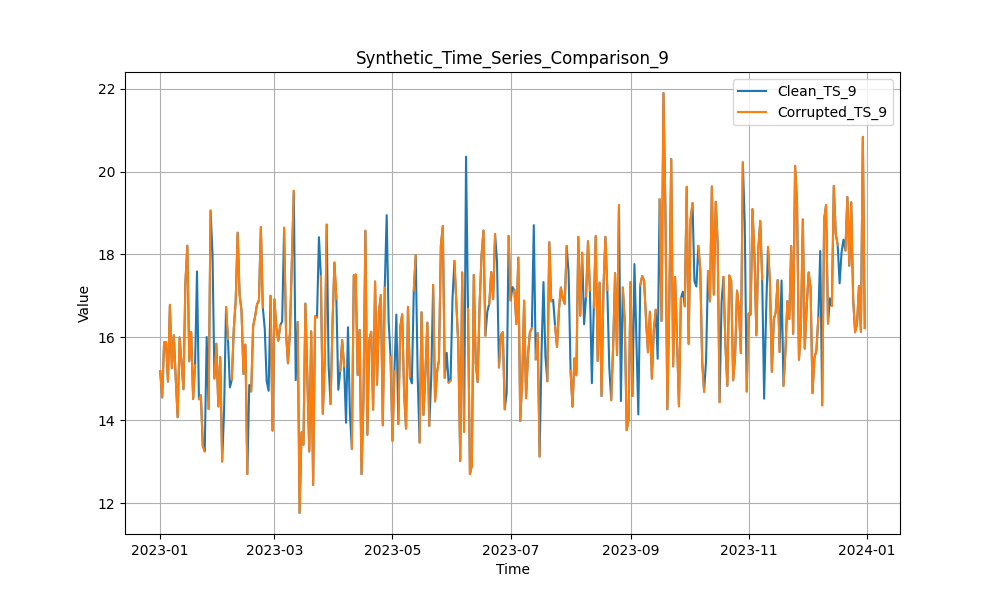 Synthetic_Time_Series_Comparison_9
Clean_TS_9
Corrupted_TS_9
Value
22
20
18
16
14
12
2023-01
2023-03
2023-05
2023-07
2023-09
2023-11
2024-01
Time